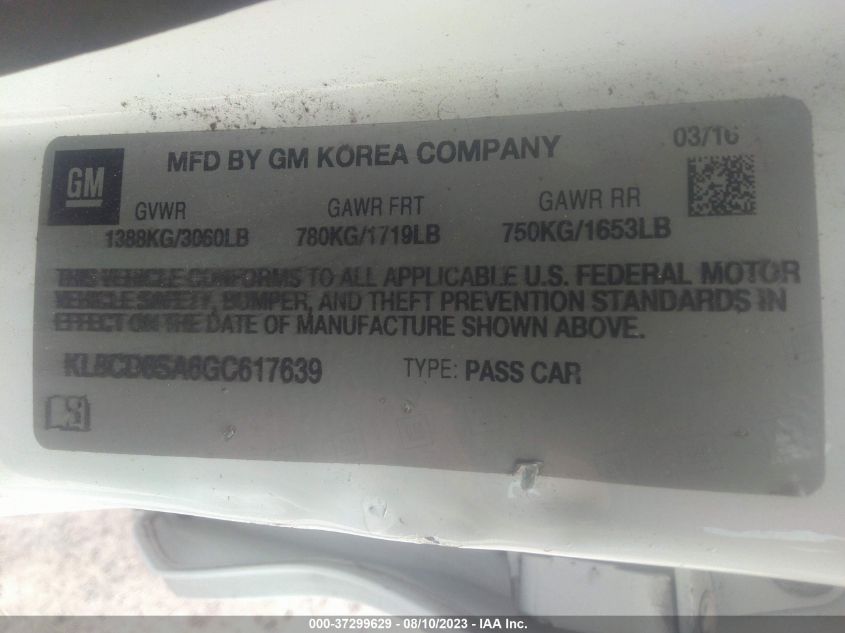 MFD BY GM KOREA COMPANY
03/16
GM
GVWR
GAWR FRT
GAWR RR
1388KG/3060LB
780KG/1719LB
750KG/1653LB
THIS VEHICLE CONFORMS TO ALL APPLICABLE U.S. FEDERAL MOTOR
VEHICLE SAFETY, BUMPER, AND THEFT PREVENTION STANDARDS IN
EFFECT ON THE DATE OF MANUFACTURE SHOWN ABOVE.
KL8CD6SA6GC617639
TYPE: PASS CAR
000-37299629 - 08/10/2023 - IAA Inc.